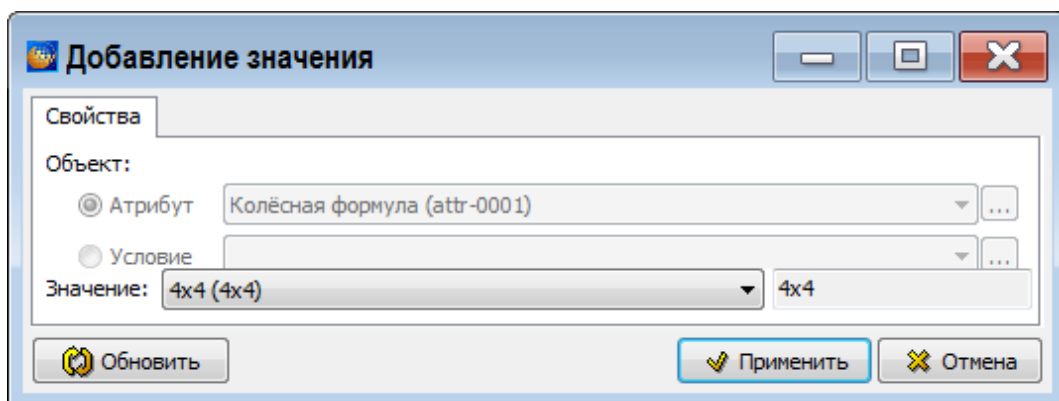 Добавление значения
Свойства
Объект:
Атрибут Колёсная формула (attr-0001) ...
Условие ...
Значение: 4x4 (4x4) 4x4
Обновить Применить Отмена